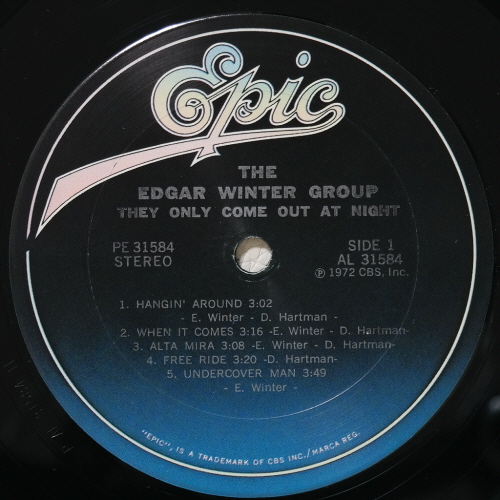 Epic
THE
EDGAR WINTER GROUP
THEY ONLY COME OUT AT NIGHT
PE 31584
STEREO
SIDE 1
AL 31584
℗ 1972 CBS, Inc.
1. HANGIN' AROUND 3:02
- E. Winter - D. Hartman -
2. WHEN IT COMES 3:16 -E. Winter - D. Hartman-
3. ALTA MIRA 3:08 -E. Winter - D. Hartman-
4. FREE RIDE 3:20 -D. Hartman-
5. UNDERCOVER MAN 3:49
- E. Winter -
"EPIC", IS A TRADEMARK OF CBS INC./ MARCA REG.